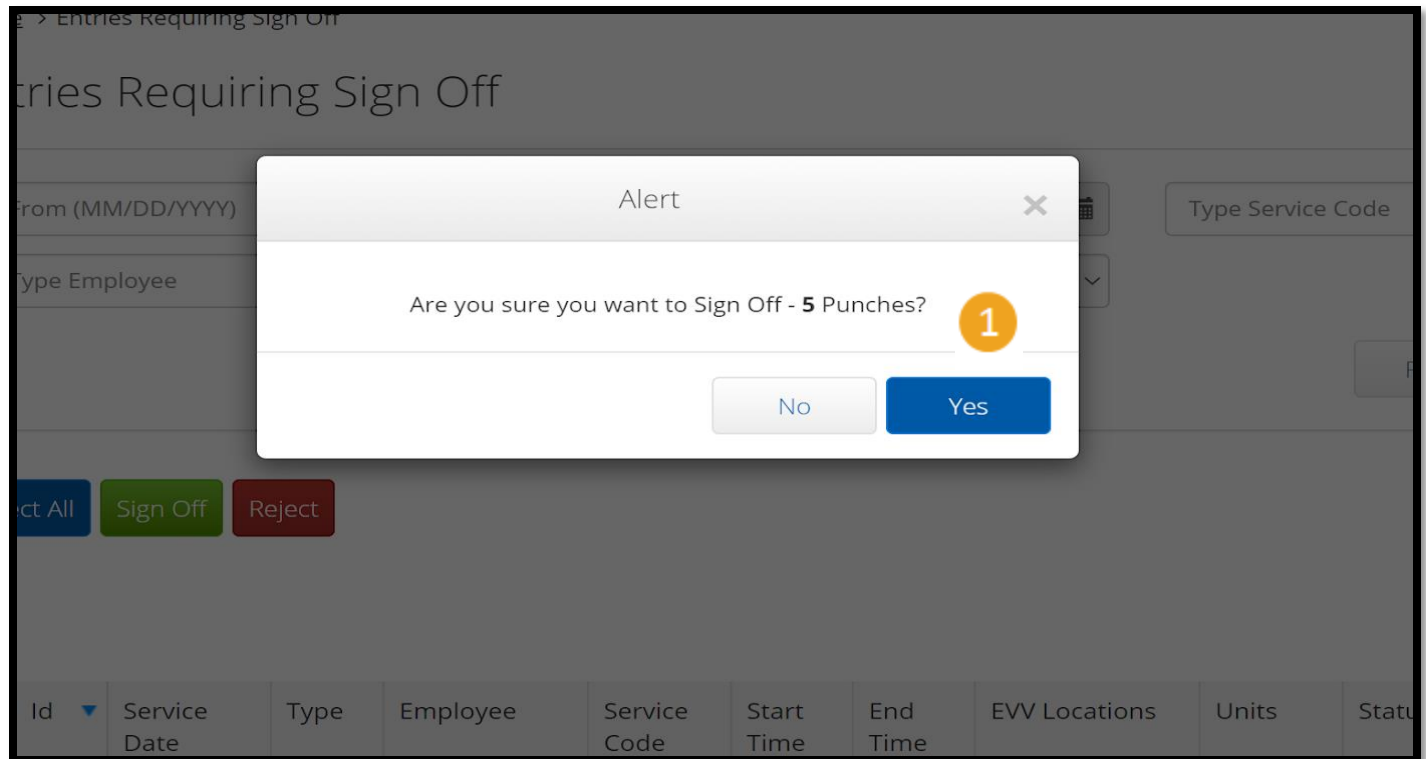 > Entries Requiring Sign Off
tries Requiring Sign Off
Alert ×
From (MM/DD/YYYY)
Type Service Code
Type Employee
Are you sure you want to Sign Off - 5 Punches?
1
No Yes
ct All Sign Off Reject
Id Service Date Type Employee Service Code Start Time End Time EVV Locations Units Statu